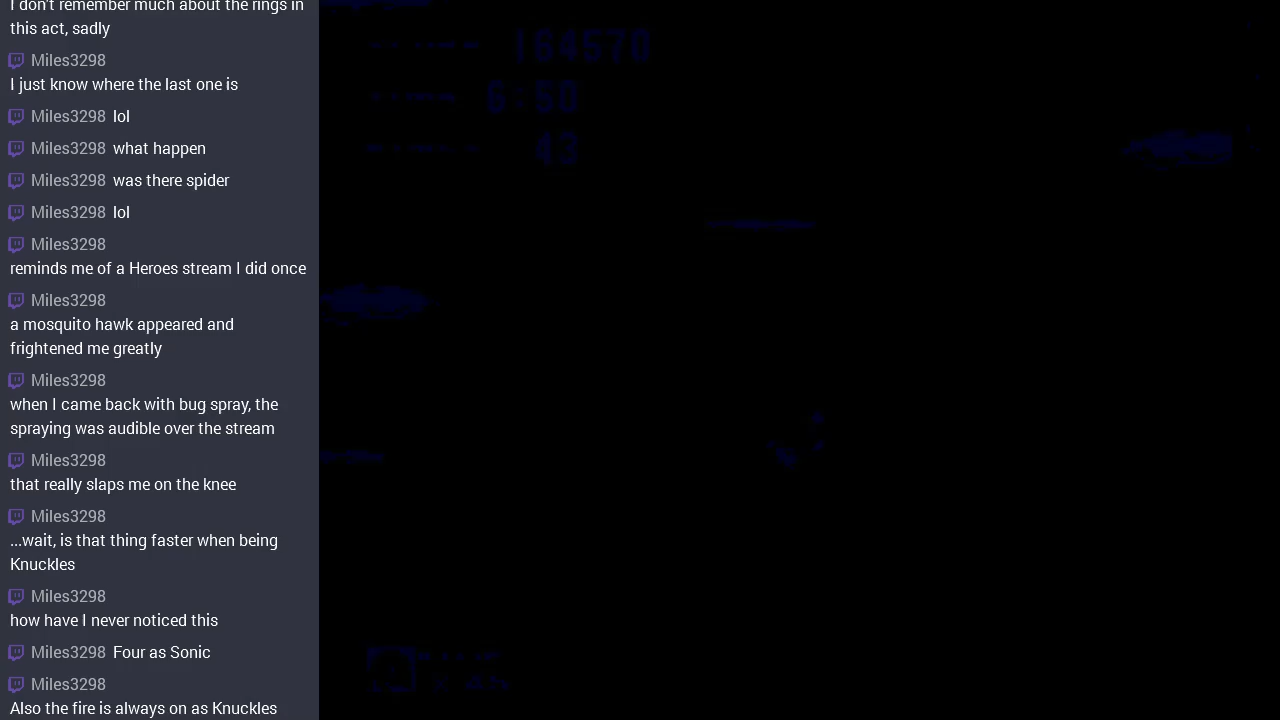 I don't remember much about the rings in
this act, sadly
Miles3298
I just know where the last one is
Miles3298 lol
Miles3298 what happen
Miles3298 was there spider
Miles3298 lol
Miles3298
reminds me of a Heroes stream I did once
Miles3298
a mosquito hawk appeared and
frightened me greatly
Miles3298
when I came back with bug spray, the
spraying was audible over the stream
Miles3298
that really slaps me on the knee
Miles3298
...wait, is that thing faster when being
Knuckles
Miles3298
how have I never noticed this
Miles3298 Four as Sonic
Miles3298
Also the fire is always on as Knuckles
164570
6:50
43